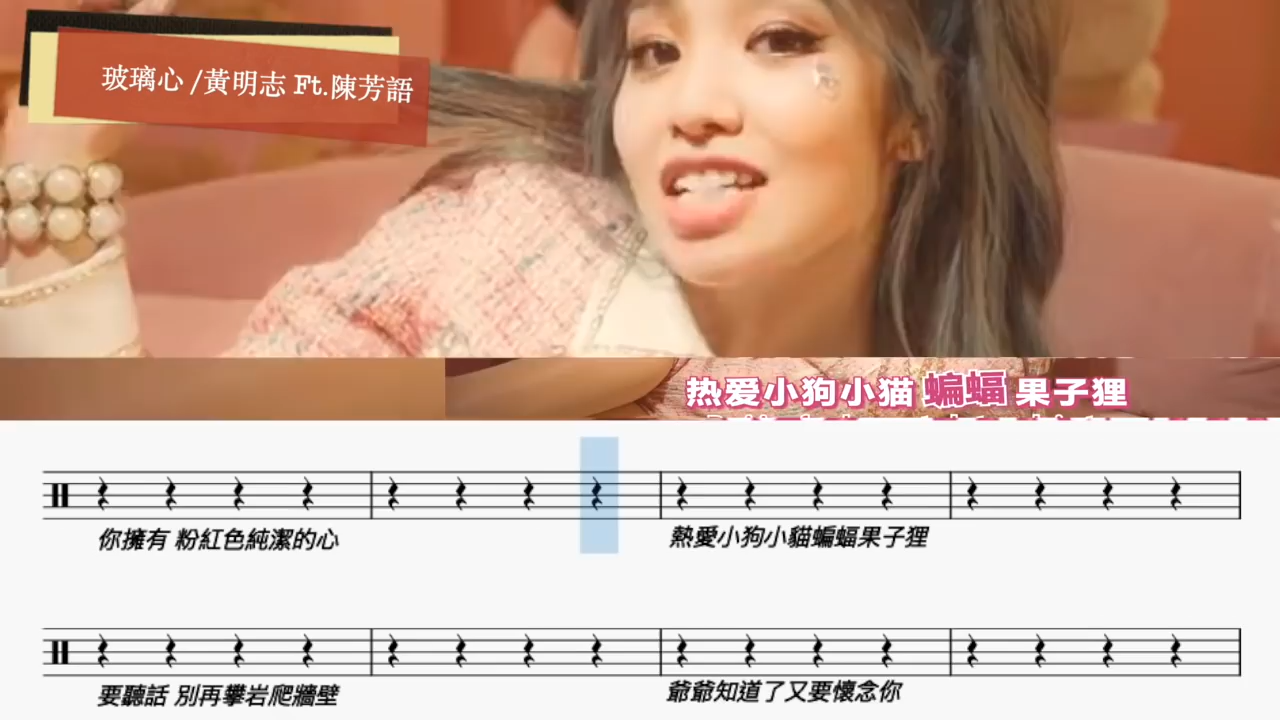 玻璃心 /黃明志 Ft.陳芳語
热爱小狗小猫 蝙蝠 果子狸
你擁有 粉紅色純潔的心
熱愛小狗小貓蝙蝠果子狸
要聽話 別再攀岩爬牆壁
爺爺知道了又要懷念你